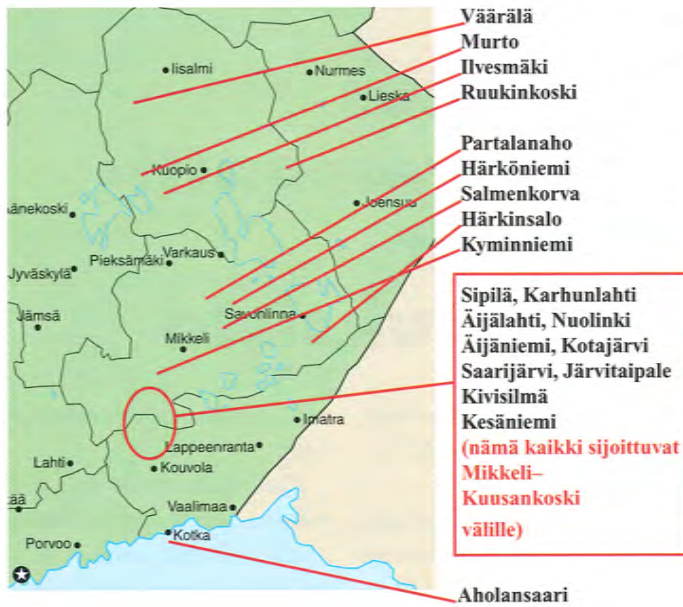 Väärälä
Murto
Ilvesmäki
Ruukinkoski
Partalanaho
Härköniemi
Salmenkorva
Härkinsalo
Kyminniemi
Sipilä, Karhunlahti
Äijälahti, Nuolinki
Äijäniemi, Kotajärvi
Saarijärvi, Järvitaipale
Kivisilmä
Kesäniemi
(nämä kaikki sijoittuvat
Mikkeli–
Kuusankoski
välille)
Aholansaari
Iisalmi
Nurmes
Lieska
Kuopio
Joensuu
Äänekoski
Varkaus
Pieksämäki
Jyväskylä
Savonlinna
Jämsä
Mikkeli
Imatra
Lappeenranta
Lahti
Kouvola
Vaalimaa
Kotka
Porvoo